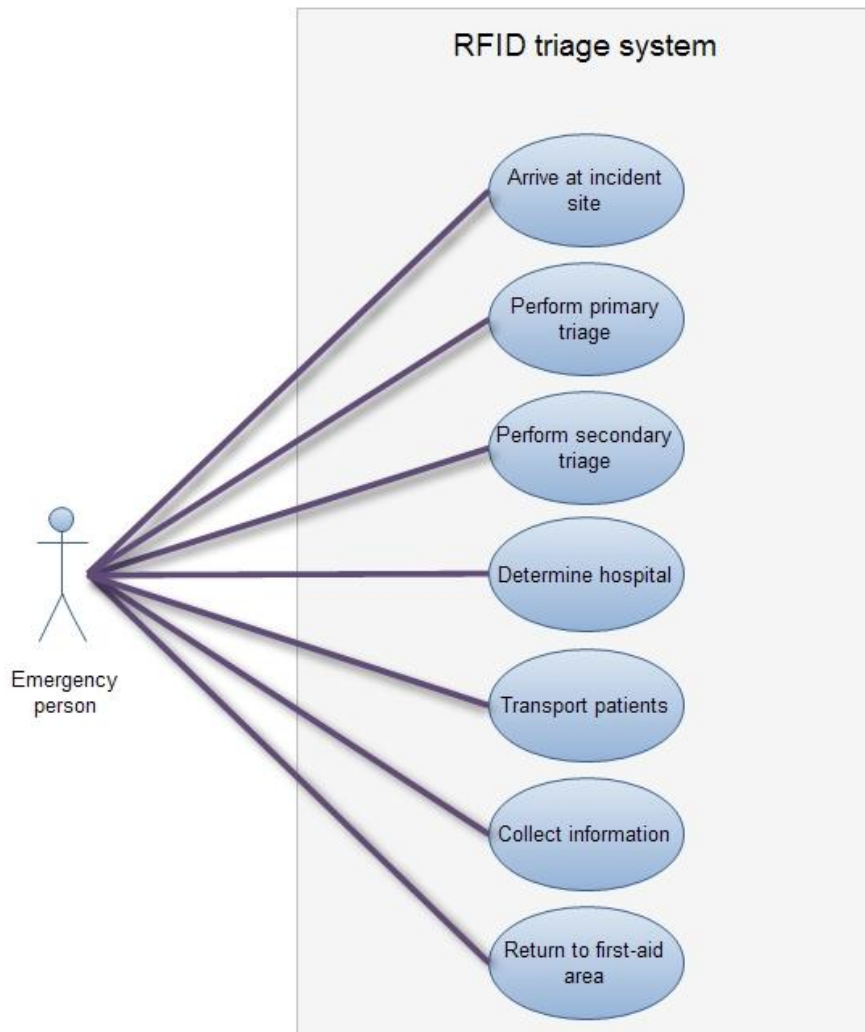 RFID triage system
Arrive at incident
site
Perform primary
triage
Perform secondary
triage
Determine hospital
Emergency
person
Transport patients
Collect information
Return to first-aid
area